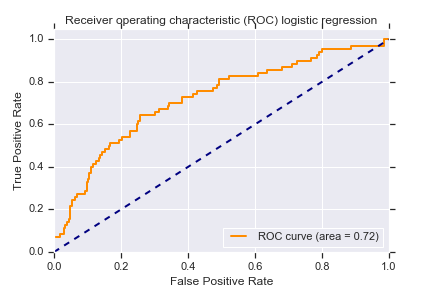 Receiver operating characteristic (ROC) logistic regression
1.0
0.8
0.6
0.4
0.2
0.0
True Positive Rate
ROC curve (area = 0.72)
0.0 0.2 0.4 0.6 0.8 1.0
False Positive Rate